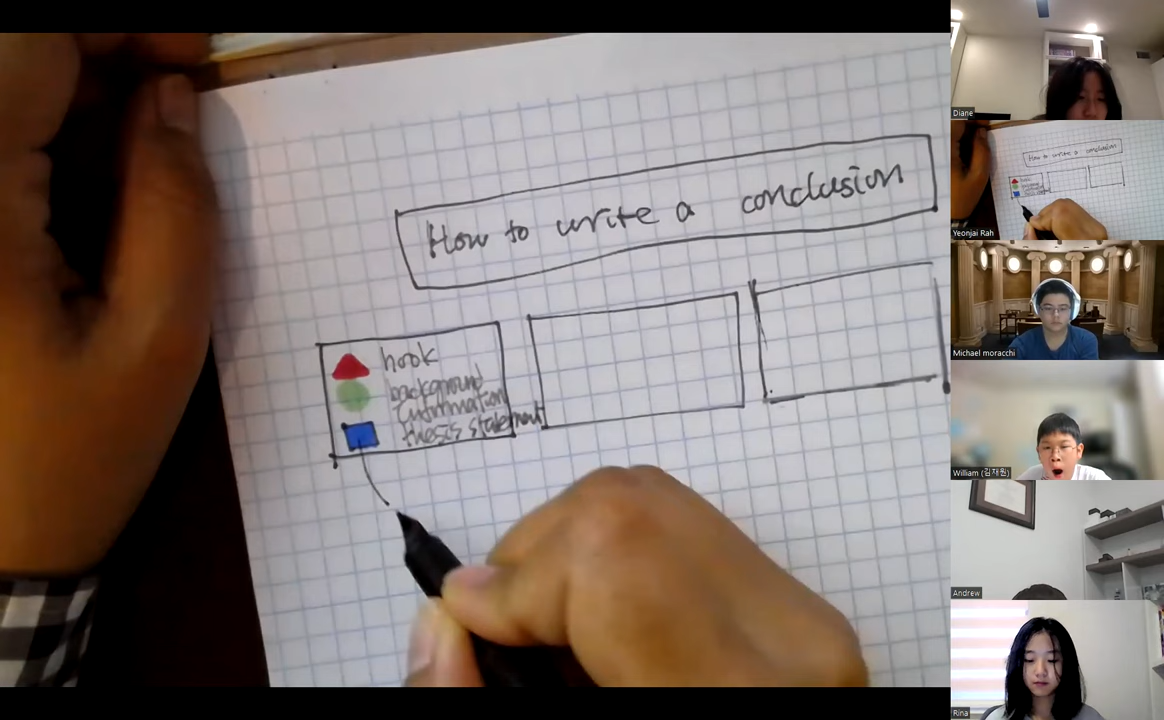 How to write a conclusion
hook
background
information
thesis statement
Diane
Yeonjai Rah
Michael moracchi
William (김재원)
Andrew
Rina